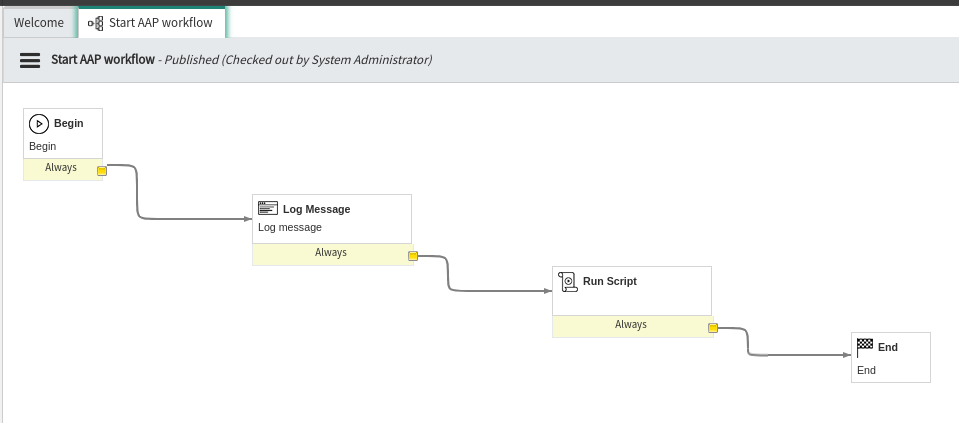 Welcome
Start AAP workflow
Start AAP workflow - Published (Checked out by System Administrator)
Begin
Begin
Always
Log Message
Log message
Always
Run Script
Always
End
End